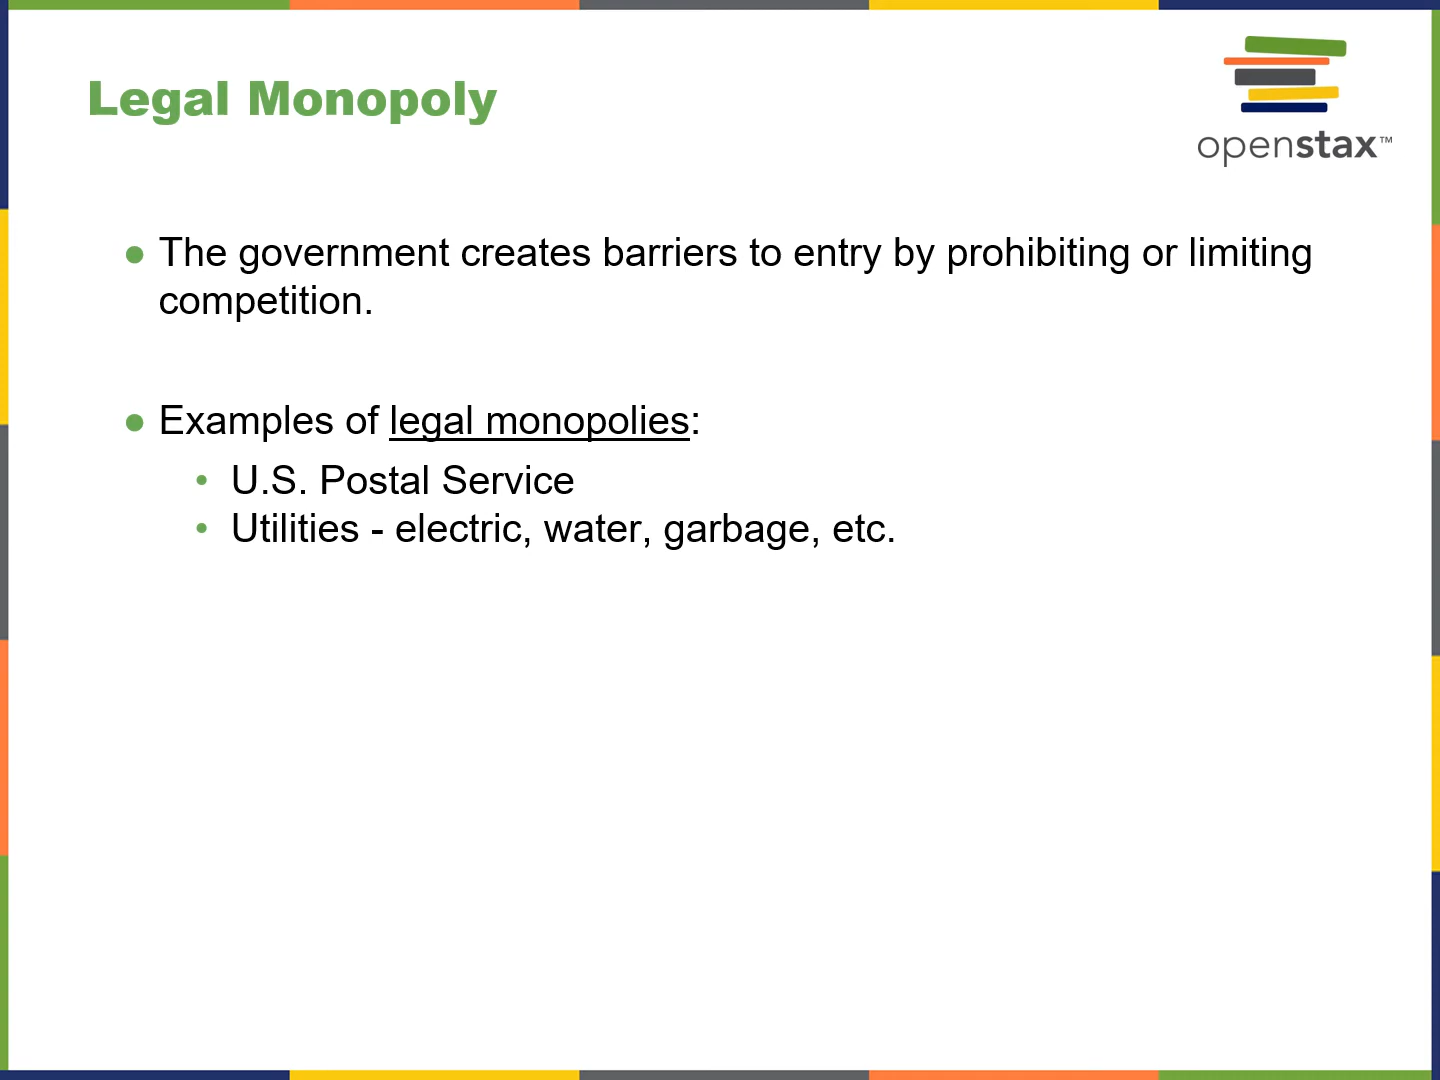 Legal Monopoly
openstax™
● The government creates barriers to entry by prohibiting or limiting
competition.
● Examples of legal monopolies:
• U.S. Postal Service
• Utilities - electric, water, garbage, etc.